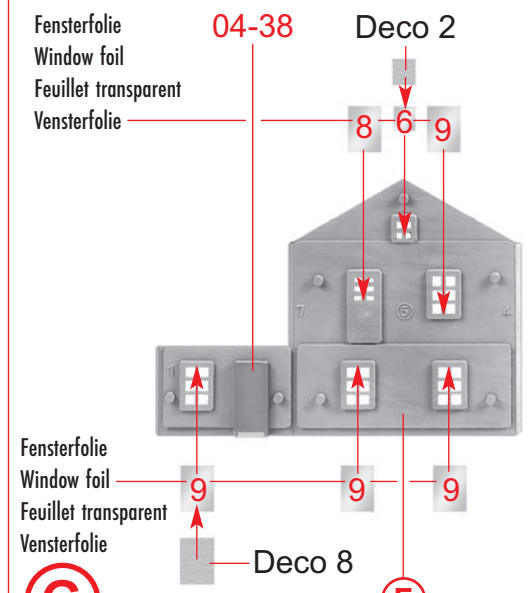 Fensterfolie
Window foil
Feuillet transparent
Vensterfolie
04-38
Deco 2
8 6 9
7 6 4
1
Fensterfolie
Window foil
Feuillet transparent
Vensterfolie
9 9 9
Deco 8